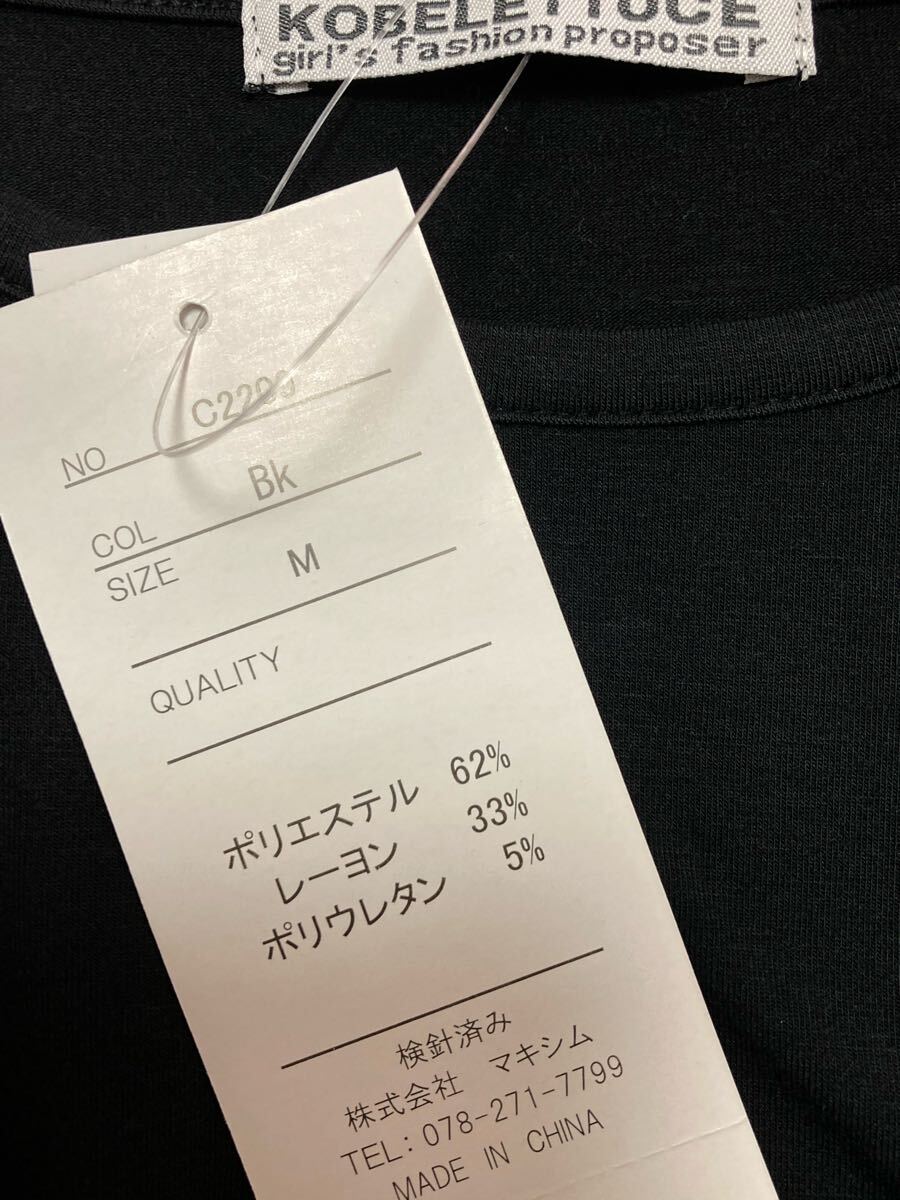 KOBELETTUCE
girl's fashion proposer
NO C2209
COL Bk
SIZE M
QUALITY
ポリエステル 62%
レーヨン 33%
ポリウレタン 5%
検針済み
株式会社 マキシム
TEL: 078-271-7799
MADE IN CHINA